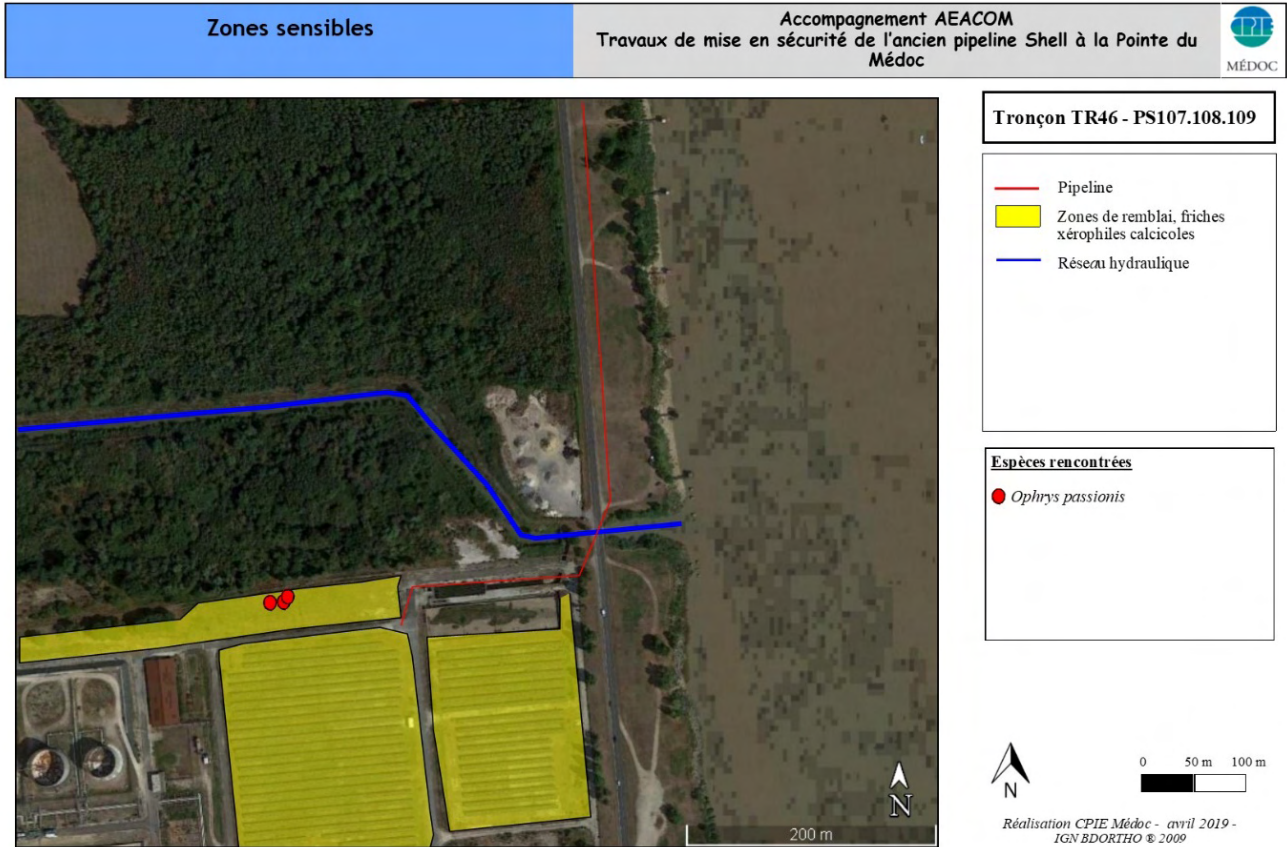 Zones sensibles
Accompagnement AEACOM
Travaux de mise en sécurité de l'ancien pipeline Shell à la Pointe du
Médoc
CPIE
MÉDOC
Tronçon TR46 - PS107.108.109
Pipeline
Zones de remblai, friches
xérophiles calcicoles
Réseau hydraulique
Espèces rencontrées
Ophrys passionis
N
200 m
N
0 50 m 100 m
Réalisation CPIE Médoc - avril 2019 -
IGN BDORTHO ® 2009